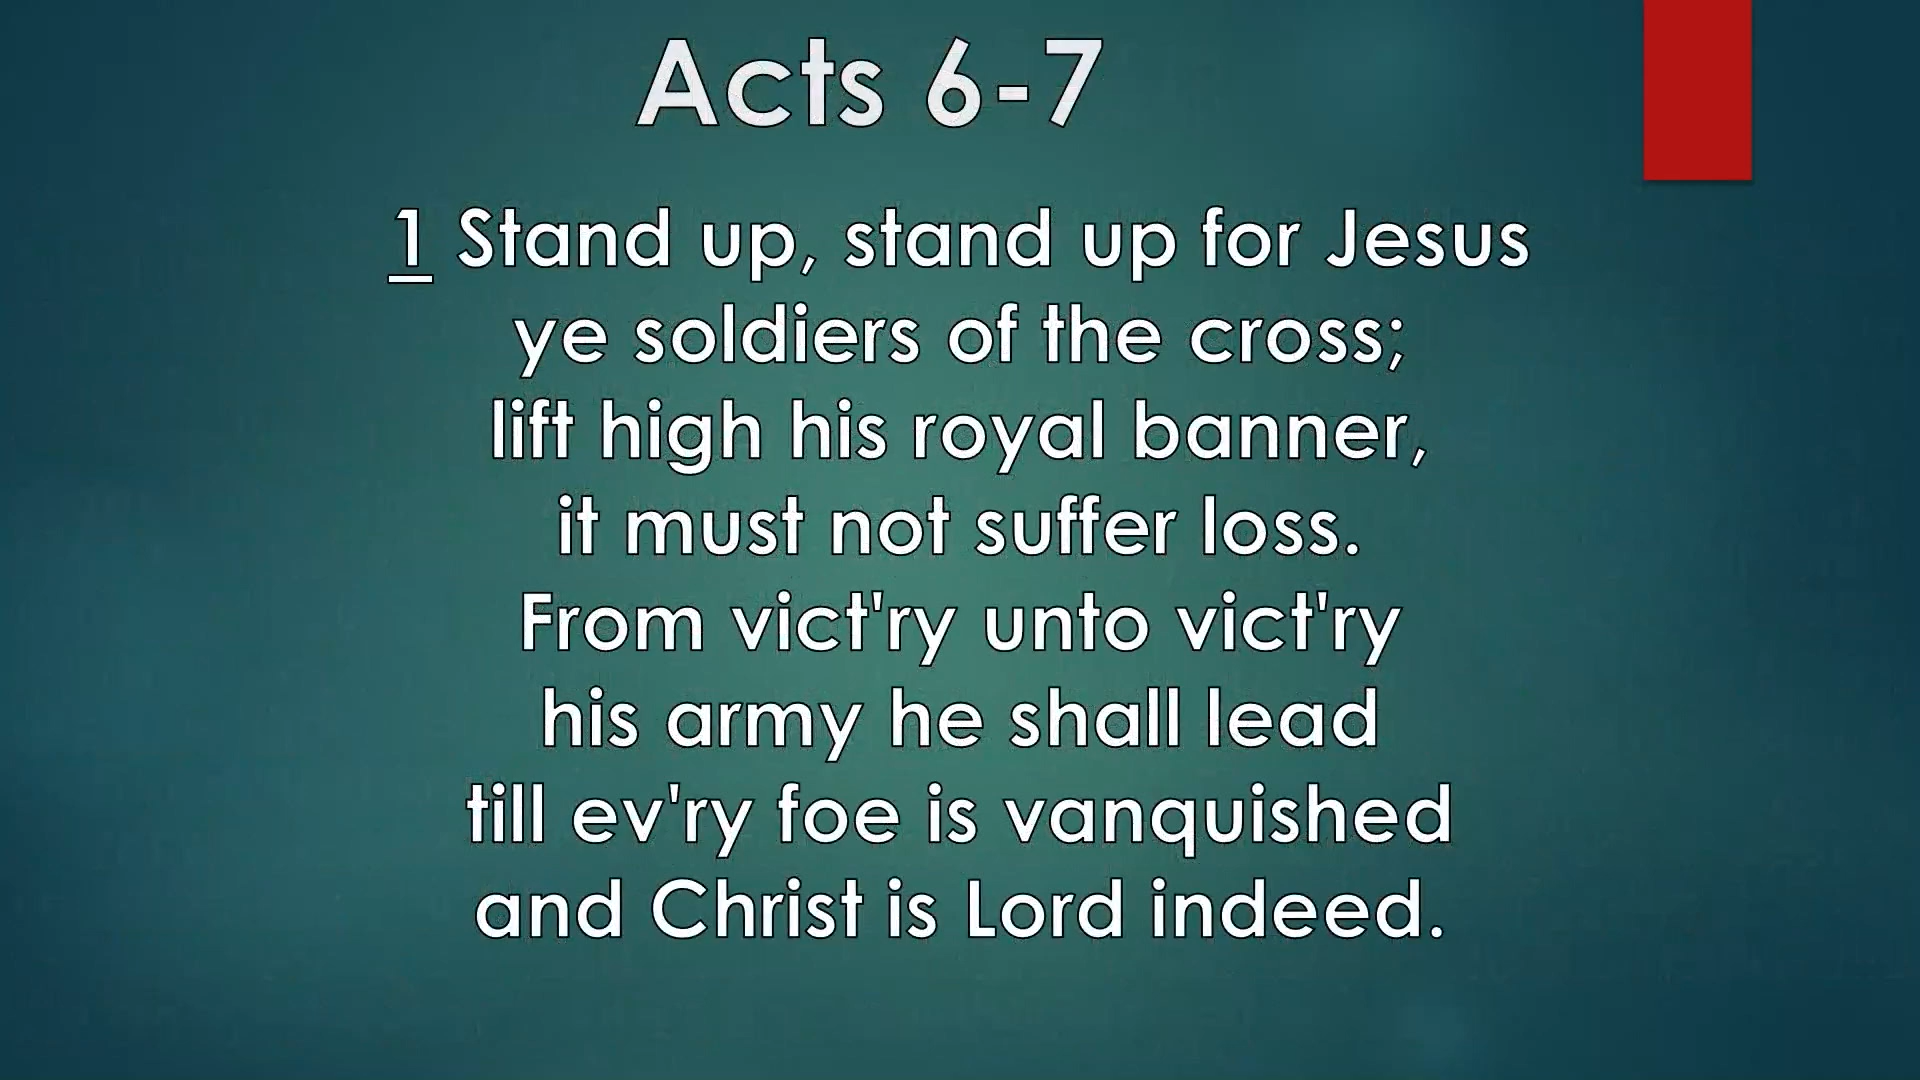 Acts 6-7
1 Stand up, stand up for Jesus
ye soldiers of the cross;
lift high his royal banner,
it must not suffer loss.
From vict'ry unto vict'ry
his army he shall lead
till ev'ry foe is vanquished
and Christ is Lord indeed.